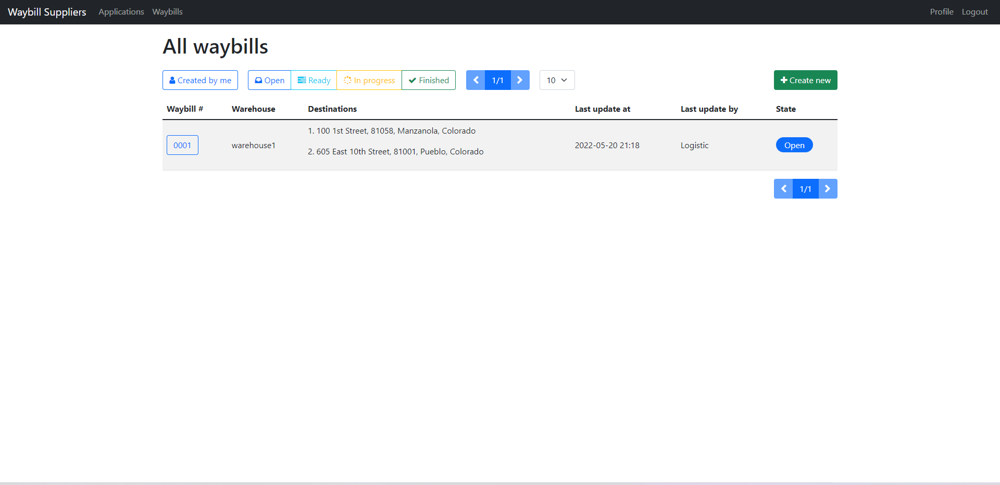 Waybill Suppliers Applications Waybills Profile Logout
All waybills
Created by me Open Ready In progress Finished 1/1 10 Create new
Waybill # Warehouse Destinations Last update at Last update by State
1. 100 1st Street, 81058, Manzanola, Colorado
0001 warehouse1 2022-05-20 21:18 Logistic Open
2. 605 East 10th Street, 81001, Pueblo, Colorado
1/1